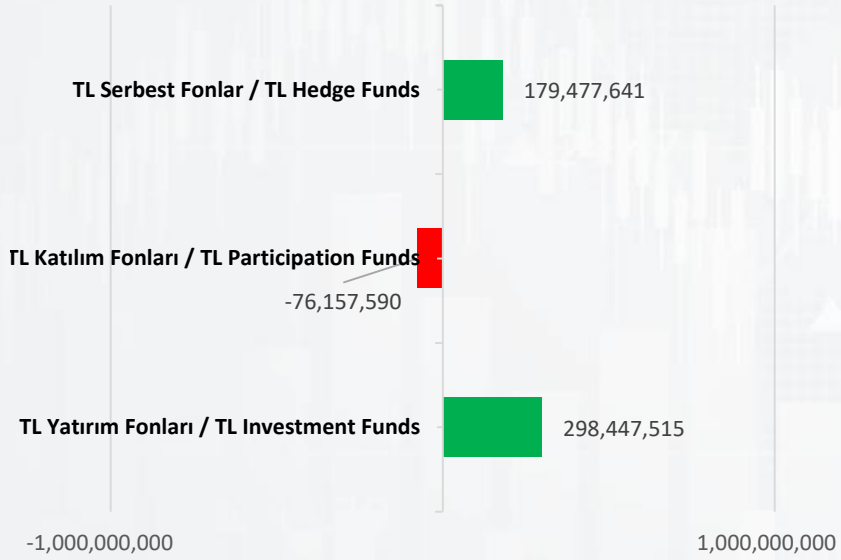 TL Serbest Fonlar / TL Hedge Funds
179,477,641
TL Katılım Fonları / TL Participation Funds
-76,157,590
TL Yatırım Fonları / TL Investment Funds
298,447,515
-1,000,000,000
1,000,000,000